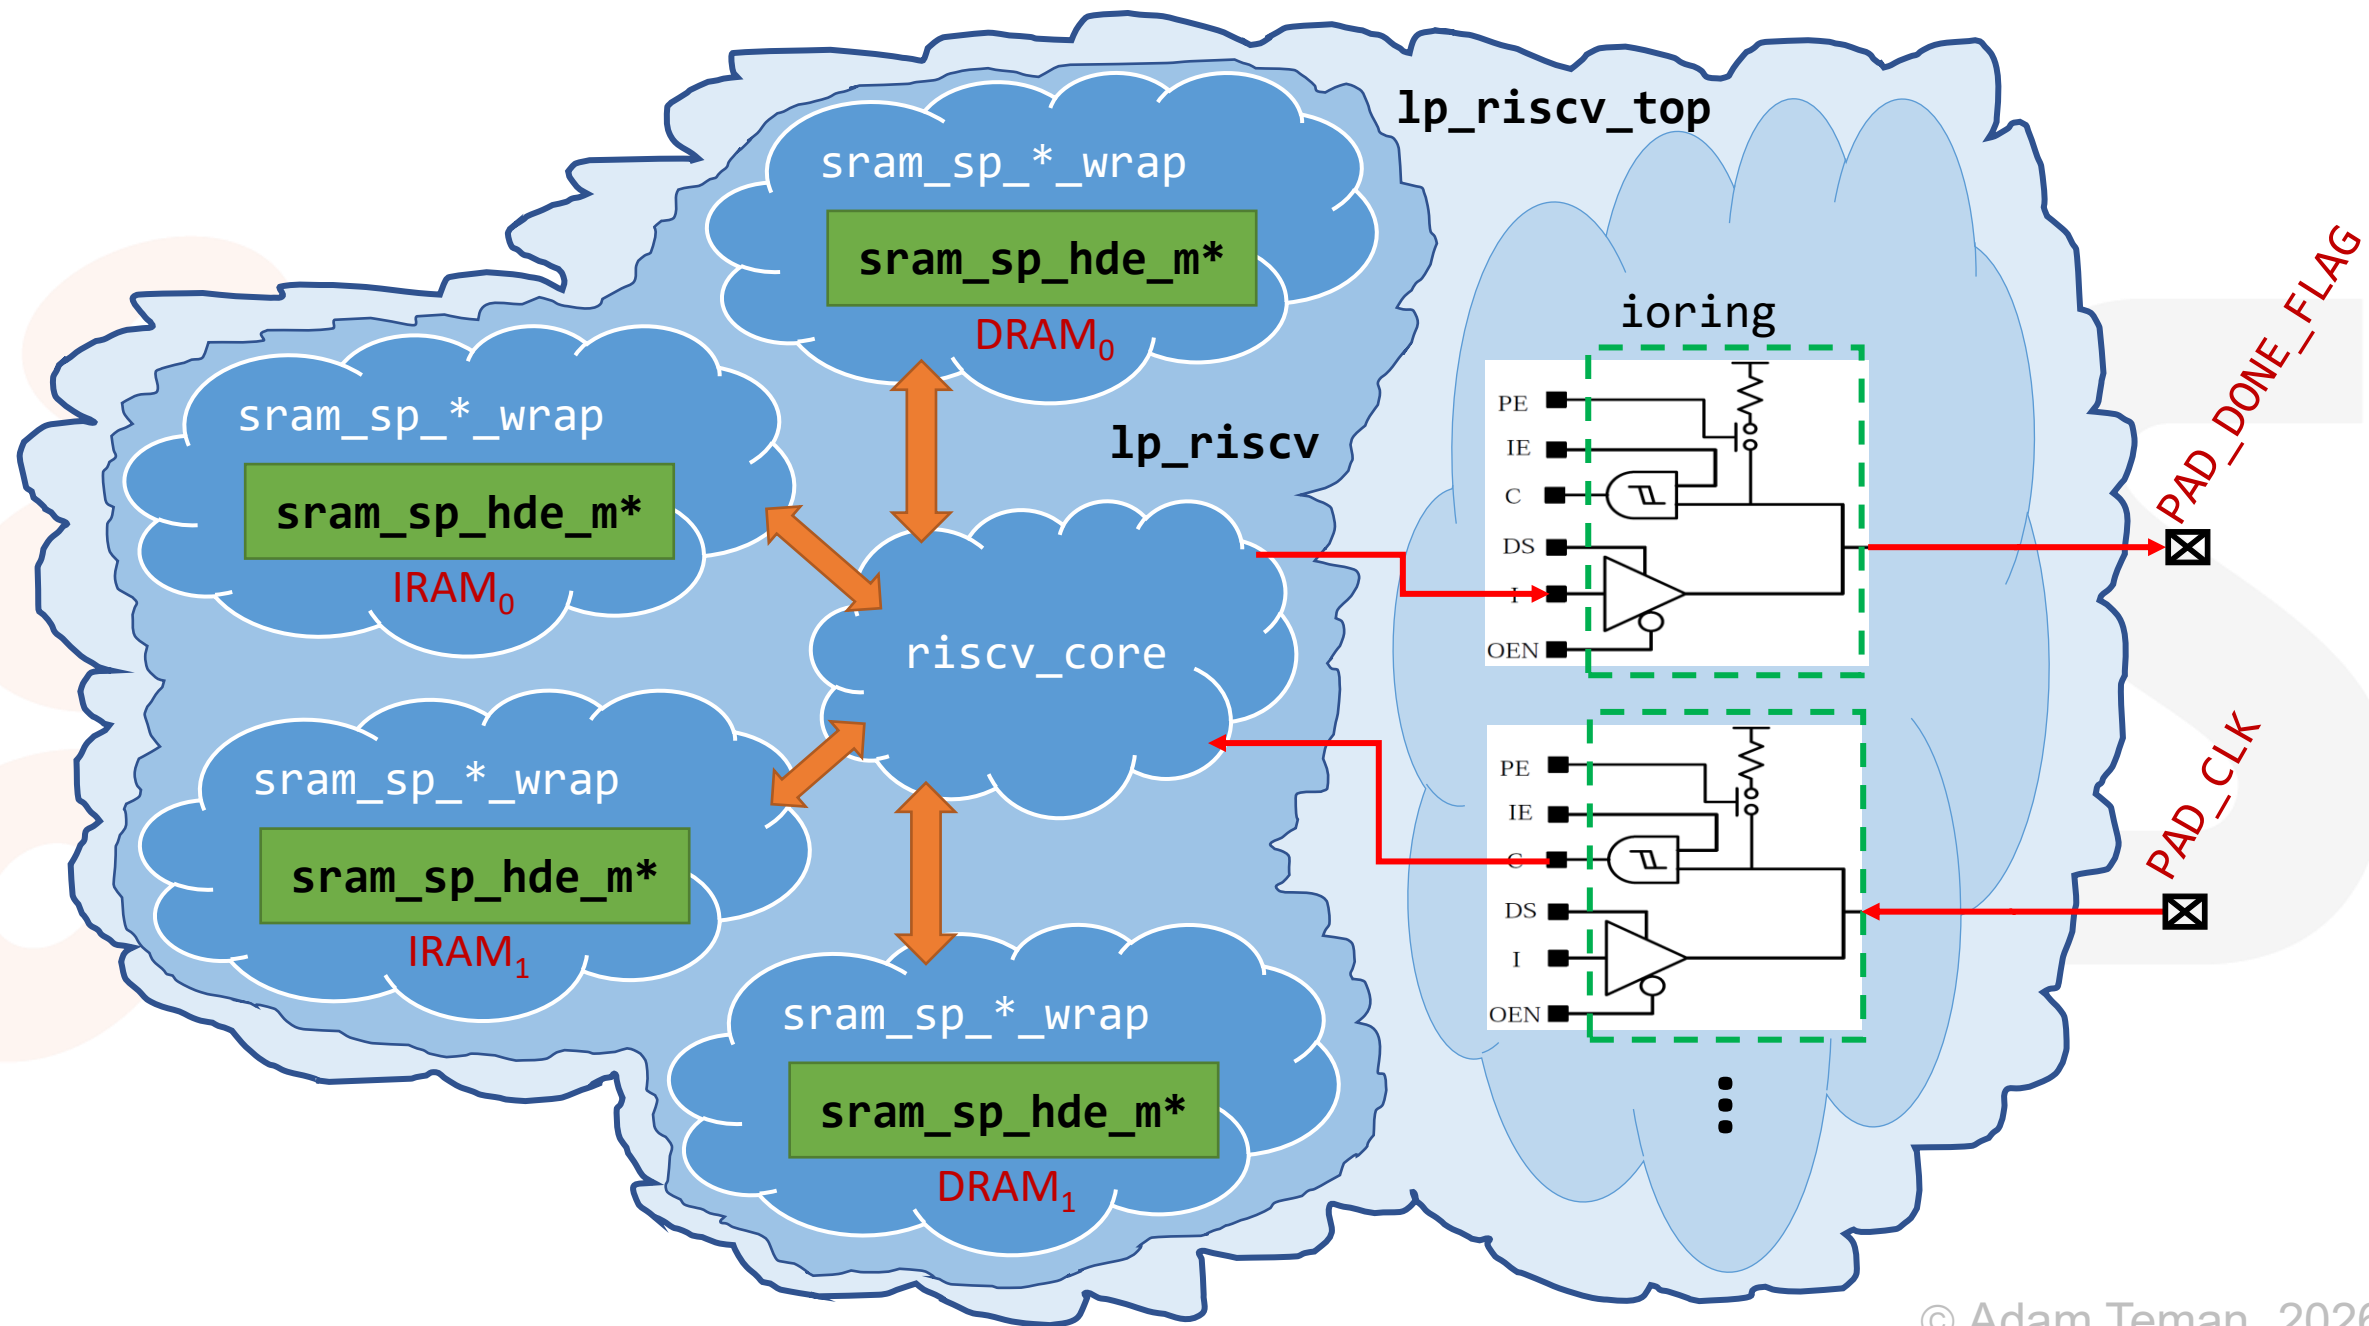 lp_riscv_top
sram_sp_*_wrap
sram_sp_hde_m*
DRAM0
lp_riscv
sram_sp_*_wrap
sram_sp_hde_m*
IRAM0
riscv_core
sram_sp_*_wrap
sram_sp_hde_m*
IRAM1
sram_sp_*_wrap
sram_sp_hde_m*
DRAM1
ioring
PE
IE
C
DS
I
OEN
PAD_DONE_FLAG
PE
IE
C
DS
I
OEN
PAD_CLK
© Adam Teman, 2026